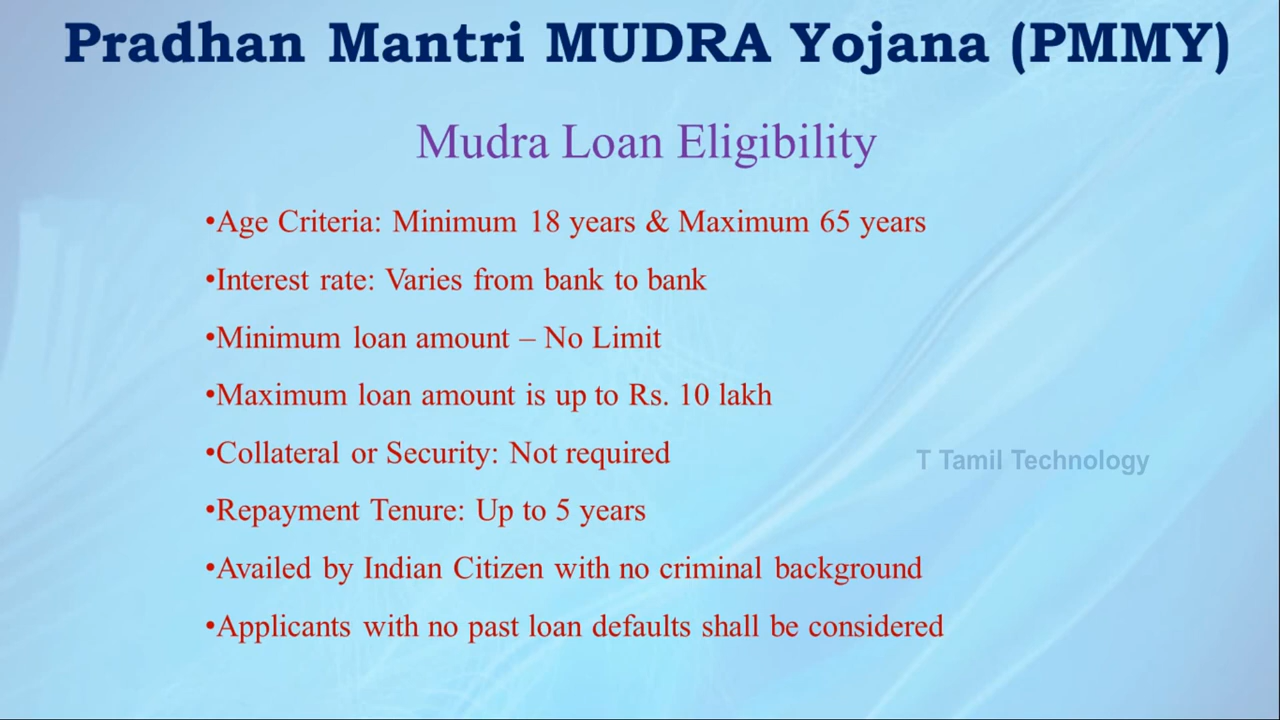 Pradhan Mantri MUDRA Yojana (PMMY)
Mudra Loan Eligibility
•Age Criteria: Minimum 18 years & Maximum 65 years
•Interest rate: Varies from bank to bank
•Minimum loan amount – No Limit
•Maximum loan amount is up to Rs. 10 lakh
•Collateral or Security: Not required
T Tamil Technology
•Repayment Tenure: Up to 5 years
•Availed by Indian Citizen with no criminal background
•Applicants with no past loan defaults shall be considered